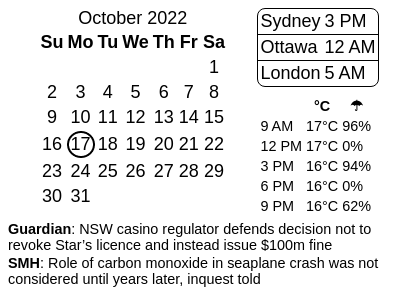 October 2022
Su Mo Tu We Th Fr Sa
1
2 3 4 5 6 7 8
9 10 11 12 13 14 15
16 17 18 19 20 21 22
23 24 25 26 27 28 29
30 31
Sydney 3 PM
Ottawa 12 AM
London 5 AM
°C ☂
9 AM 17°C 96%
12 PM 17°C 0%
3 PM 16°C 94%
6 PM 16°C 0%
9 PM 16°C 62%
Guardian: NSW casino regulator defends decision not to
revoke Star’s licence and instead issue $100m fine
SMH: Role of carbon monoxide in seaplane crash was not
considered until years later, inquest told